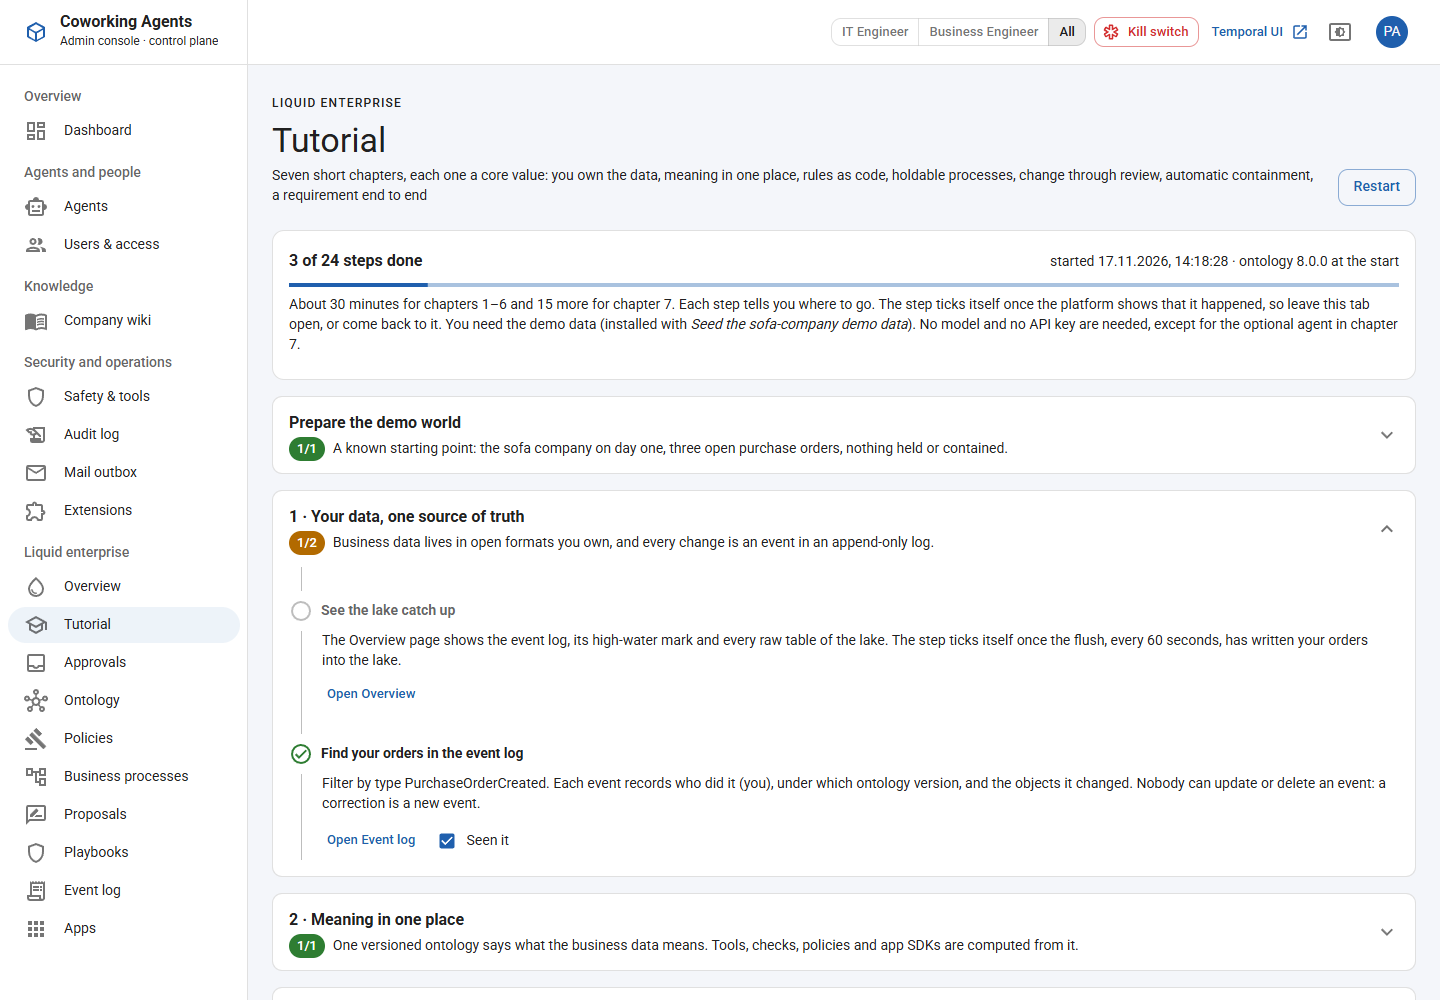 Coworking Agents
Admin console · control plane
IT Engineer
Business Engineer
All
Kill switch
Temporal UI
PA
Overview
Dashboard
Agents and people
Agents
Users & access
Knowledge
Company wiki
Security and operations
Safety & tools
Audit log
Mail outbox
Extensions
Liquid enterprise
Overview
Tutorial
Approvals
Ontology
Policies
Business processes
Proposals
Playbooks
Event log
Apps
LIQUID ENTERPRISE
Tutorial
Seven short chapters, each one a core value: you own the data, meaning in one place, rules as code, holdable processes, change through review, automatic containment,
a requirement end to end
Restart
3 of 24 steps done
started 17.11.2026, 14:18:28 · ontology 8.0.0 at the start
About 30 minutes for chapters 1–6 and 15 more for chapter 7. Each step tells you where to go. The step ticks itself once the platform shows that it happened, so leave this tab
open, or come back to it. You need the demo data (installed with Seed the sofa-company demo data). No model and no API key are needed, except for the optional agent in chapter
7.
Prepare the demo world
1/1 A known starting point: the sofa company on day one, three open purchase orders, nothing held or contained.
1 · Your data, one source of truth
1/2 Business data lives in open formats you own, and every change is an event in an append-only log.
See the lake catch up
The Overview page shows the event log, its high-water mark and every raw table of the lake. The step ticks itself once the flush, every 60 seconds, has written your orders
into the lake.
Open Overview
Find your orders in the event log
Filter by type PurchaseOrderCreated. Each event records who did it (you), under which ontology version, and the objects it changed. Nobody can update or delete an event: a
correction is a new event.
Open Event log
Seen it
2 · Meaning in one place
1/1 One versioned ontology says what the business data means. Tools, checks, policies and app SDKs are computed from it.